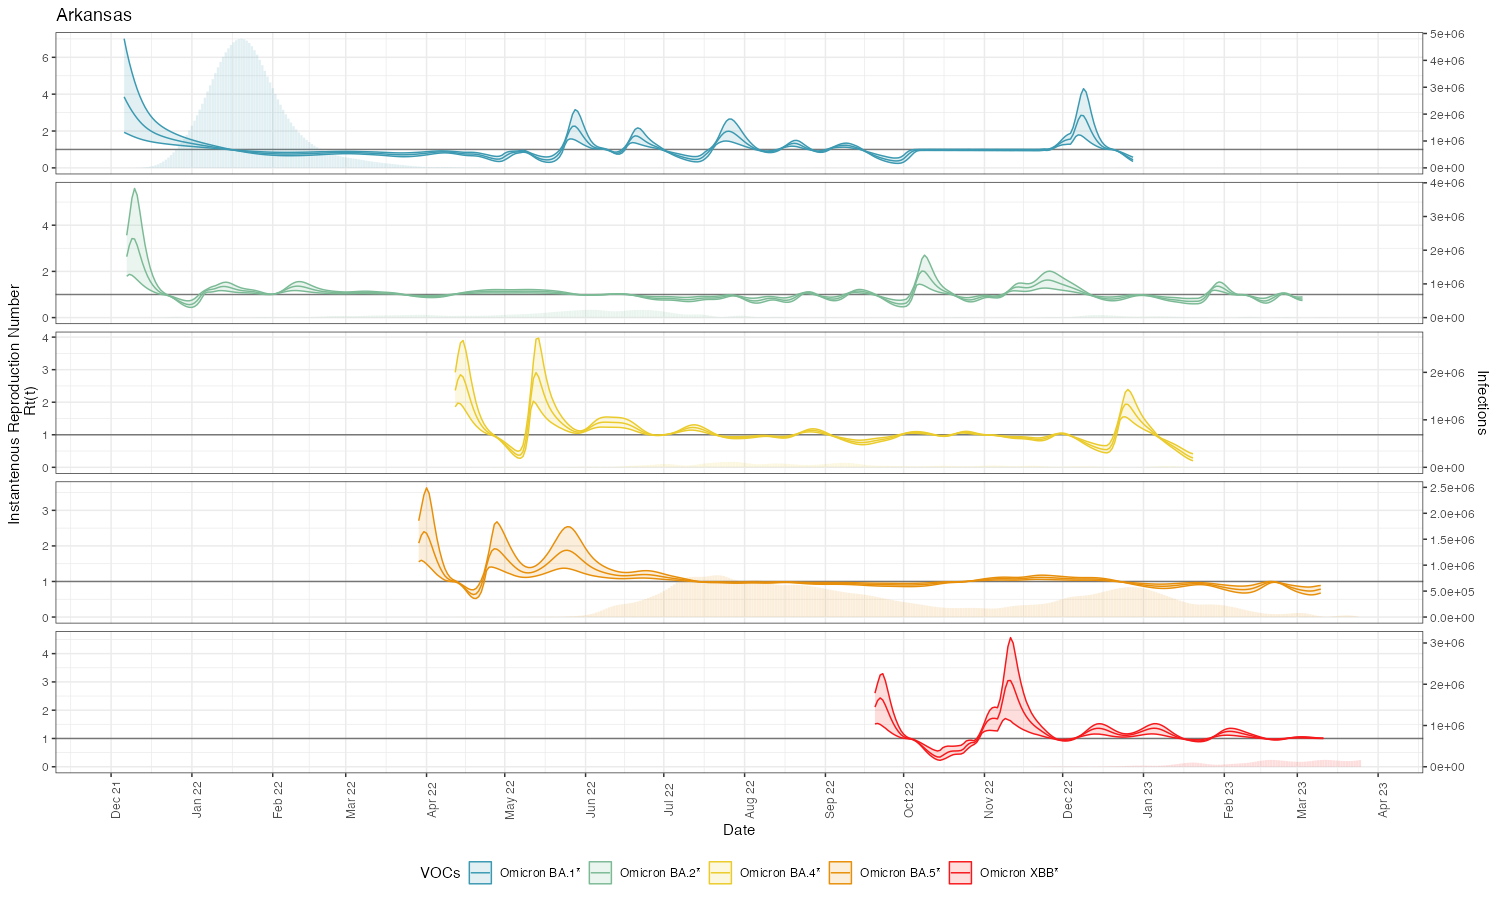 Arkansas
Instantenous Reproduction Number
Rt(t)
6
4
2
0
5e+06
4e+06
3e+06
2e+06
1e+06
0e+00
4
2
0
4e+06
3e+06
2e+06
1e+06
0e+00
4
3
2
1
0
2e+06
1e+06
0e+00
3
2
1
0
2.5e+06
2.0e+06
1.5e+06
1.0e+06
5.0e+05
0.0e+00
4
3
2
1
0
3e+06
2e+06
1e+06
0e+00
Infections
Dec 21
Jan 22
Feb 22
Mar 22
Apr 22
May 22
Jun 22
Jul 22
Aug 22
Sep 22
Oct 22
Nov 22
Dec 22
Jan 23
Feb 23
Mar 23
Apr 23
Date
VOCs
Omicron BA.1*
Omicron BA.2*
Omicron BA.4*
Omicron BA.5*
Omicron XBB*